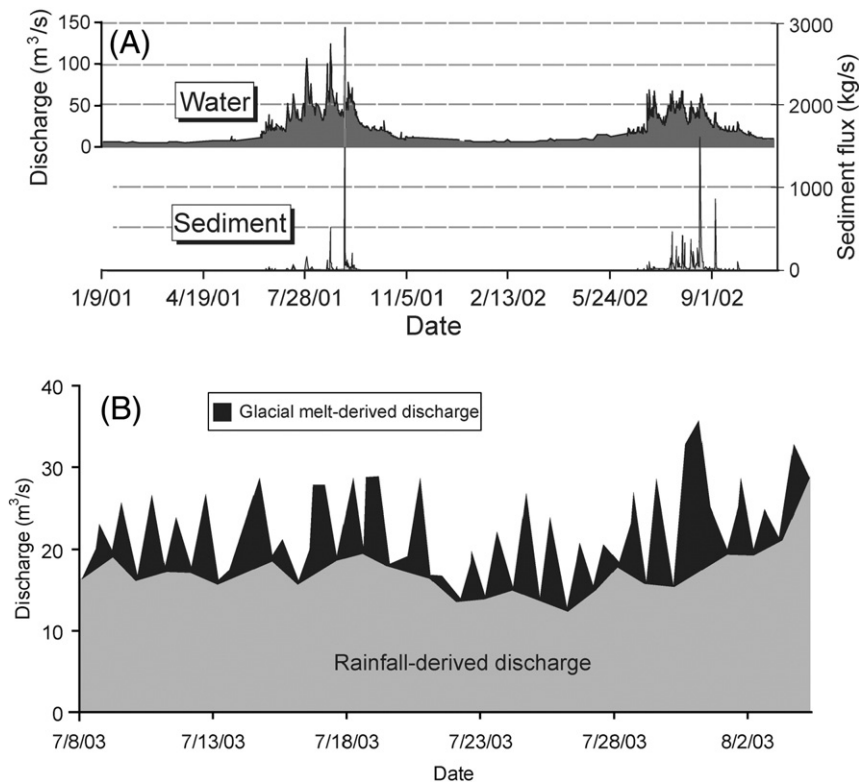 (A)
Discharge (m³/s)
150
100
50
0
Water
Sediment
3000
2000
1000
0
Sediment flux (kg/s)
1/9/01 4/19/01 7/28/01 11/5/01 2/13/02 5/24/02 9/1/02
Date
(B)
Glacial melt-derived discharge
Discharge (m³/s)
40
30
20
10
0
Rainfall-derived discharge
7/8/03 7/13/03 7/18/03 7/23/03 7/28/03 8/2/03
Date